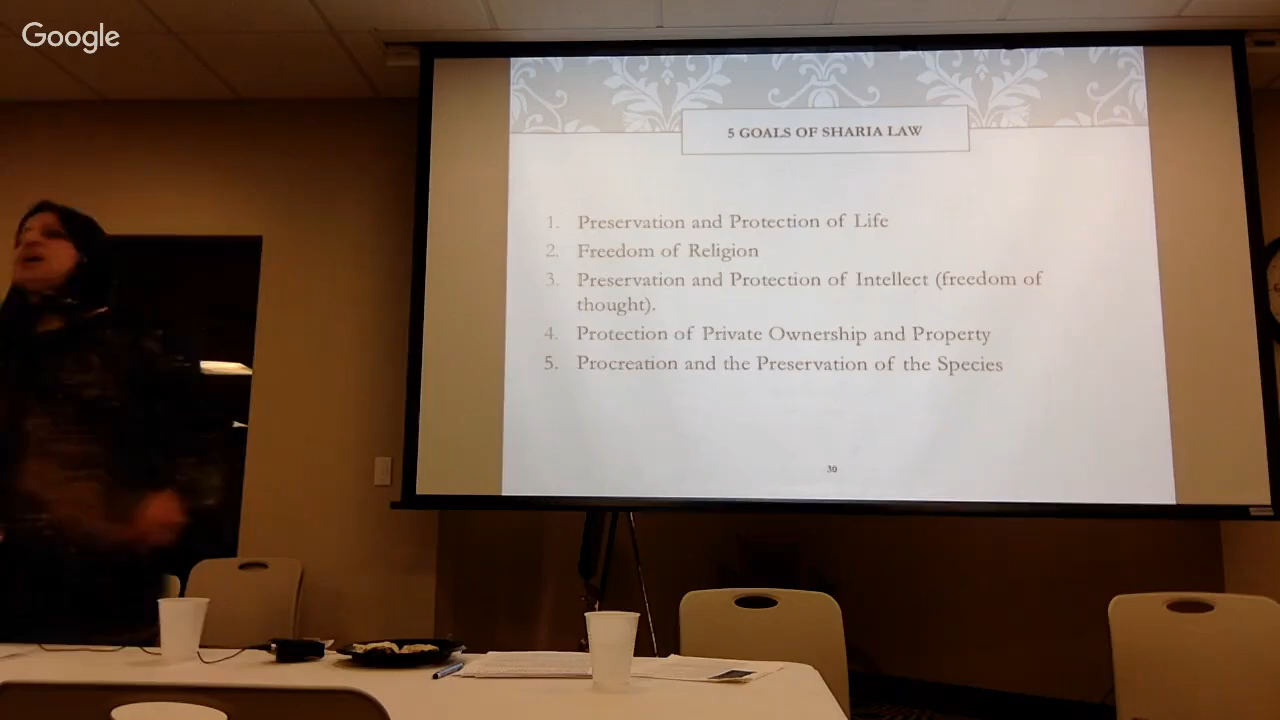 Google
5 GOALS OF SHARIA LAW
1. Preservation and Protection of Life
2. Freedom of Religion
3. Preservation and Protection of Intellect (freedom of
thought).
4. Protection of Private Ownership and Property
5. Procreation and the Preservation of the Species
30